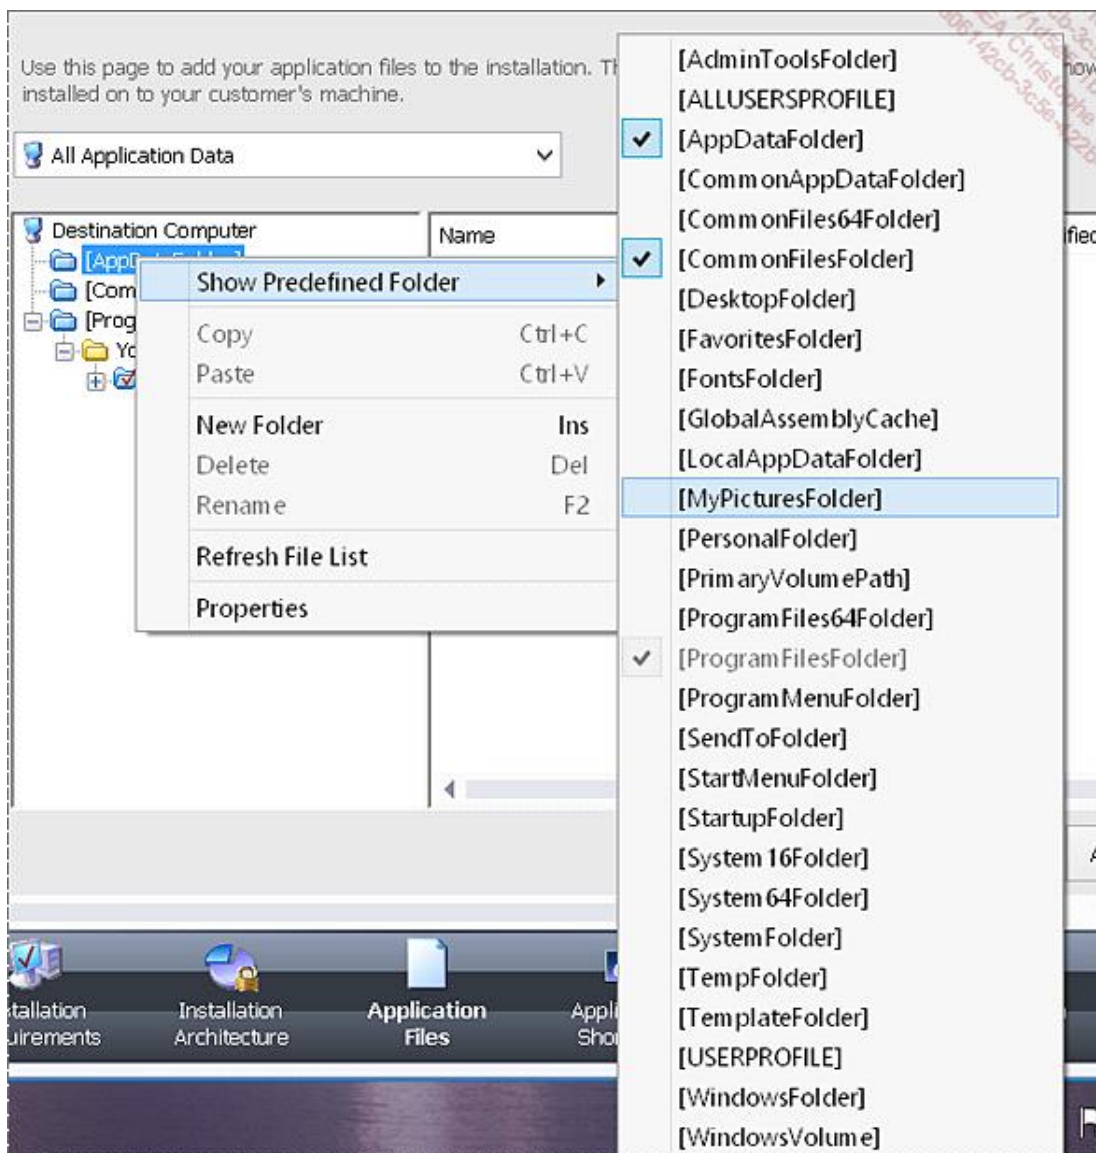 Use this page to add your application files to the installation.
installed on to your customer's machine.
All Application Data
Destination Computer
Name
Show Predefined Folder
Copy Ctrl+C
Paste Ctrl+V
New Folder Ins
Delete Del
Rename F2
Refresh File List
Properties
[AdminToolsFolder]
[ALLUSERSPROFILE]
[AppDataFolder]
[CommonAppDataFolder]
[CommonFiles64Folder]
[CommonFilesFolder]
[DesktopFolder]
[FavoritesFolder]
[FontsFolder]
[GlobalAssemblyCache]
[LocalAppDataFolder]
[MyPicturesFolder]
[PersonalFolder]
[PrimaryVolumePath]
[ProgramFiles64Folder]
[ProgramFilesFolder]
[ProgramMenuFolder]
[SendToFolder]
[StartMenuFolder]
[StartupFolder]
[System16Folder]
[System64Folder]
[SystemFolder]
[TempFolder]
[TemplateFolder]
[USERPROFILE]
[WindowsFolder]
[WindowsVolume]
Installation
Architecture
Application
Files